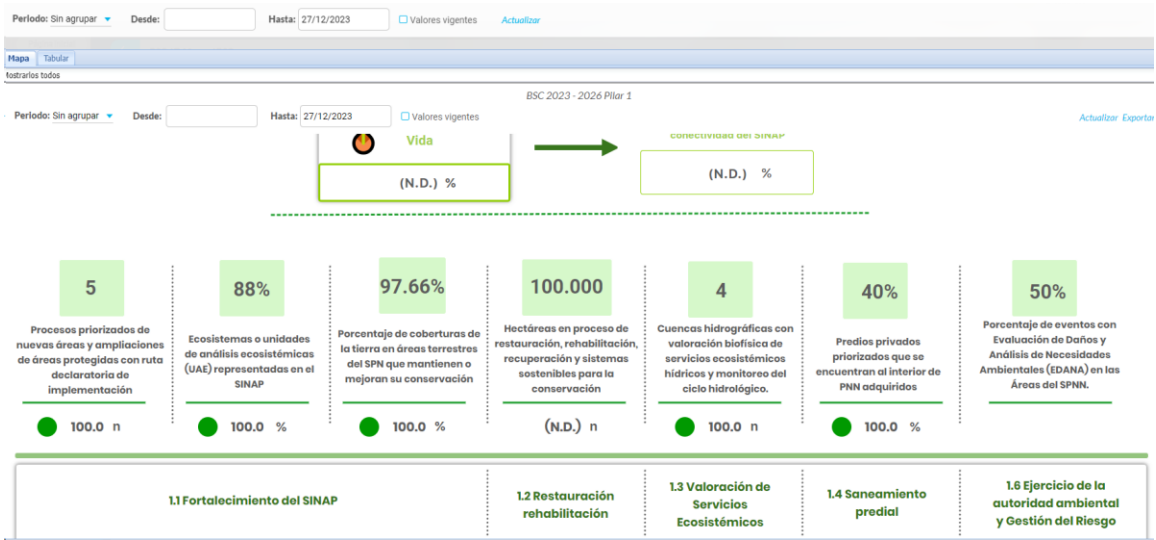 Periodo: Sin agrupar Desde: Hasta: 27/12/2023 Valores vigentes Actualizar
Mapa Tabular
Mostrarlos todos
BSC 2023 - 2026 Pilar 1
Periodo: Sin agrupar Desde: Hasta: 27/12/2023 Valores vigentes Actualizar Exportar
Vida
conectividad del SINAP
(N.D.) %
(N.D.) %
5
Procesos priorizados de
nuevas áreas y ampliaciones
de áreas protegidas con ruta
declaratoria de
implementación
100.0 n
88%
Ecosistemas o unidades
de análisis ecosistémicas
(UAE) representadas en el
SINAP
100.0 %
97.66%
Porcentaje de coberturas de
la tierra en áreas terrestres
del SPN que mantienen o
mejoran su conservación
100.0 %
100.000
Hectáreas en proceso de
restauración, rehabilitación,
recuperación y sistemas
sostenibles para la
conservación
(N.D.) n
4
Cuencas hidrográficas con
valoración biofísica de
servicios ecosistémicos
hídricos y monitoreo del
ciclo hidrológico.
100.0 n
40%
Predios privados
priorizados que se
encuentran al interior de
PNN adquiridos
100.0 %
50%
Porcentaje de eventos con
Evaluación de Daños y
Análisis de Necesidades
Ambientales (EDANA) en las
Áreas del SPNN.
1.1 Fortalecimiento del SINAP
1.2 Restauración
rehabilitación
1.3 Valoración de
Servicios
Ecosistémicos
1.4 Saneamiento
predial
1.6 Ejercicio de la
autoridad ambiental
y Gestión del Riesgo